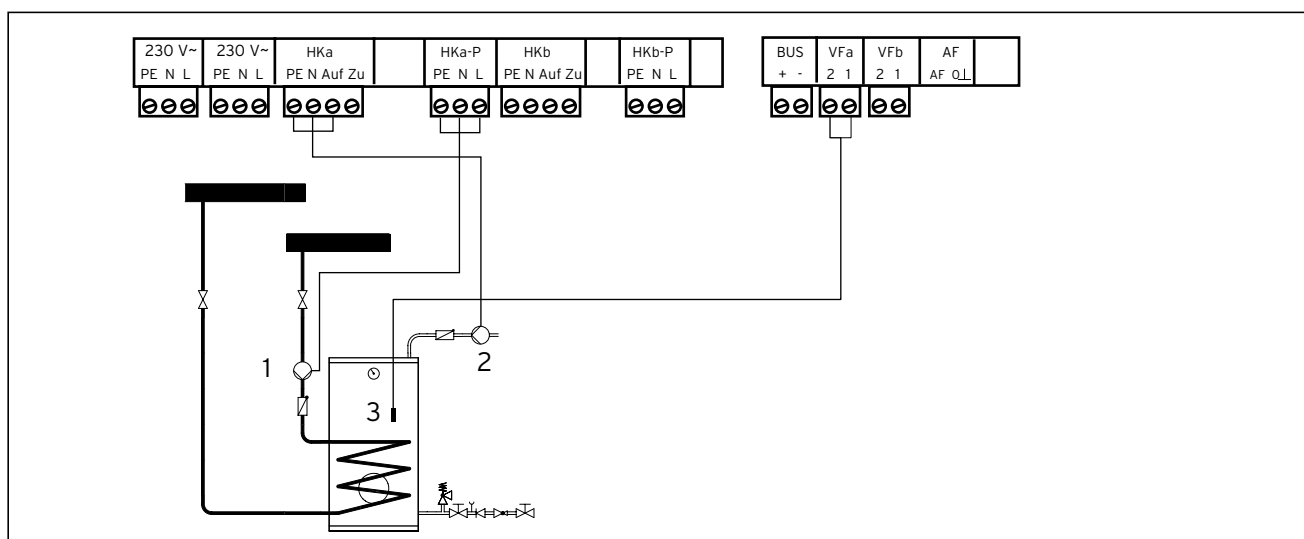 230 V~ 230 V~ HKa HKa-P HKb HKb-P BUS VFa VFb AF
PE N L PE N L PE N Auf Zu PE N L PE N Auf Zu PE N L + - 2 1 2 1 AF 0⊥
1
2
3